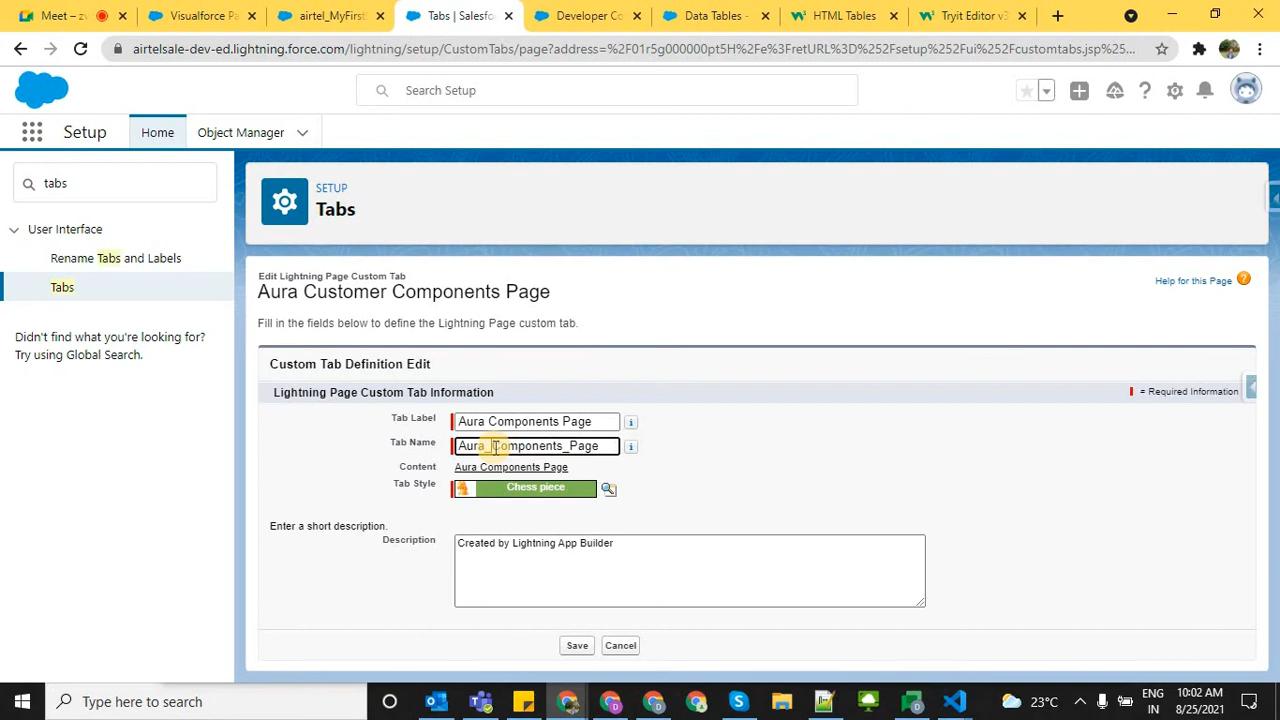 Meet – zv
Visualforce Pa
airtel_MyFirst
Tabs | Salesfo
Developer Co
Data Tables -
HTML Tables
Tryit Editor v3
airtelsale-dev-ed.lightning.force.com/lightning/setup/CustomTabs/page?address=%2F01r5g000000pt5H%2Fe%3FretURL%3D%252Fsetup%252Fui%252Fcustomtabs.jsp%25...
Search Setup
Setup
Home
Object Manager
tabs
User Interface
Rename Tabs and Labels
Tabs
Didn't find what you're looking for?
Try using Global Search.
SETUP
Tabs
Edit Lightning Page Custom Tab
Aura Customer Components Page
Help for this Page
Fill in the fields below to define the Lightning Page custom tab.
Custom Tab Definition Edit
Lightning Page Custom Tab Information
= Required Information
Tab Label
Aura Components Page
Tab Name
Aura_Components_Page
Content
Aura Components Page
Tab Style
Chess piece
Enter a short description.
Description
Created by Lightning App Builder
Save
Cancel
Type here to search
23°C
ENG
IN
10:02 AM
8/25/2021